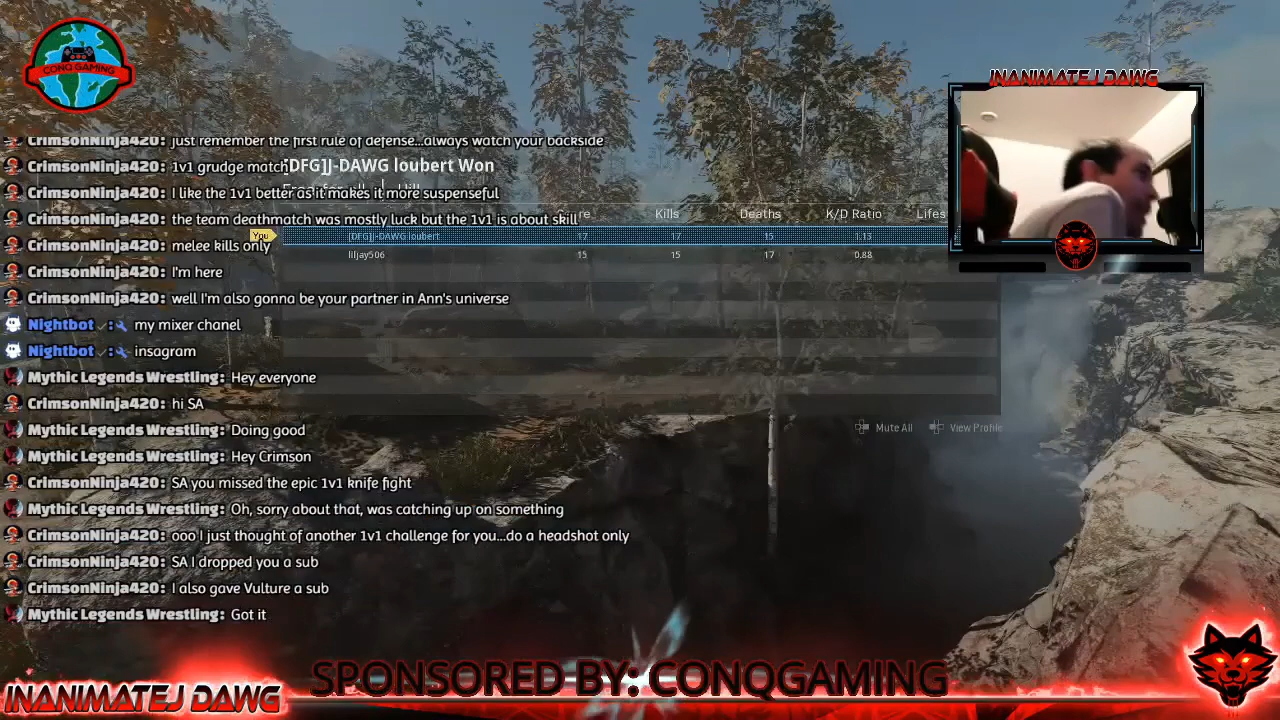 CONQ GAMING
INANIMATEJ DAWG
CrimsonNinja420: just remember the first rule of defense...always watch your backside
CrimsonNinja420: 1v1 grudge match
[DFG]J-DAWG loubert Won
CrimsonNinja420: I like the 1v1 better as it makes it more suspenseful
CrimsonNinja420: the team deathmatch was mostly luck but the 1v1 is about skill
re Kills Deaths K/D Ratio Lifes
You [DFG]J-DAWG loubert 17 17 15 1.13
CrimsonNinja420: melee kills only
liljay506 15 15 17 0.88
CrimsonNinja420: I'm here
CrimsonNinja420: well I'm also gonna be your partner in Ann's universe
Nightbot : my mixer chanel
Nightbot : insagram
Mythic Legends Wrestling: Hey everyone
CrimsonNinja420: hi SA
Mythic Legends Wrestling: Doing good
Mute All View Profile
Mythic Legends Wrestling: Hey Crimson
CrimsonNinja420: SA you missed the epic 1v1 knife fight
Mythic Legends Wrestling: Oh, sorry about that, was catching up on something
CrimsonNinja420: ooo I just thought of another 1v1 challenge for you...do a headshot only
CrimsonNinja420: SA I dropped you a sub
CrimsonNinja420: I also gave Vulture a sub
Mythic Legends Wrestling: Got it
SPONSORED BY: CONQGAMING
INANIMATEJ DAWG